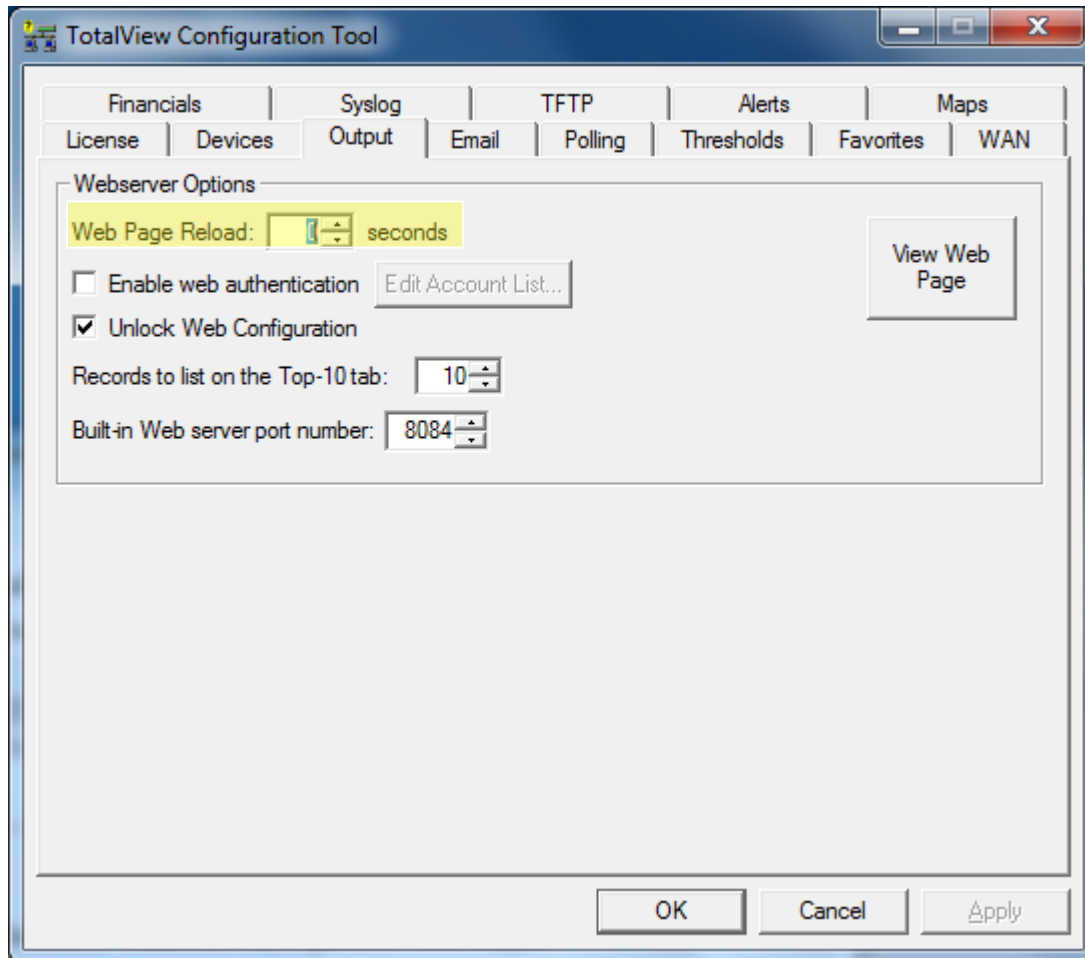 TotalView Configuration Tool
Financials Syslog TFTP Alerts Maps
License Devices Output Email Polling Thresholds Favorites WAN
Webserver Options
Web Page Reload: seconds
View Web
Page
Enable web authentication Edit Account List...
Unlock Web Configuration
Records to list on the Top-10 tab: 10
Built-in Web server port number: 8084
OK Cancel Apply